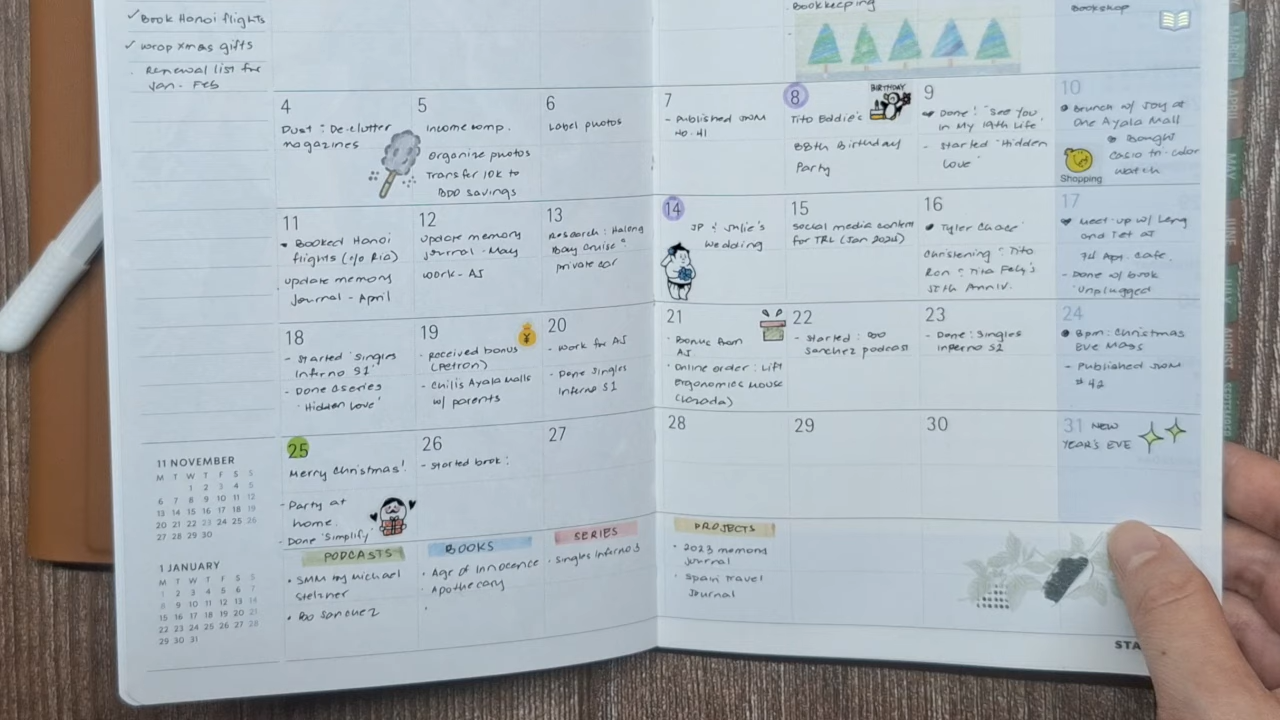 ✓ Book Hanoi flights
✓ wrap xmas gifts
. Renewal list for
Jan - Feb
Bookkeeping
Bookshop
4
Dust: De-clutter
magazines
5
Income comp.
Organize photos
Transfer 10k to
BDO savings
6
Label photos
7
- Published
No. 41
8
BIRTHDAY
Tito Eddie's
88th Birthday
Party
9
Done! "See You
in My 19th Life"
- Started "Hidden
Love"
10
Brunch w/ Joy at
One Ayala Mall
Bought
Casio tri-color
watch
Shopping
11
Booked Hanoi
flights (c/o Ria)
. update memory
Journal - April
12
update memory
journal - May
Work - AJ
13
Research: Halong
Bay Cruise &
private car
14
JP & Julie's
Wedding
15
social media content
for TRL (Jan 2024)
16
Christening & Tito
Ron & Tita Fely's
50th Anniv.
17
Meet-up w/ Leng
and Tet at
Cafe.
- Done w/ book
"Unplugged"
18
- Started "Singles
Inferno S1"
- Done Cseries
"Hidden Love"
19
. Received bonus
(Petron)
- Chilis Ayala Malls
w/ parents
20
- Work for AJ
. Done Singles
Inferno S1
21
. Bonus from
AJ
. Online order: Lift
Ergonomics Mouse
(Lazada)
22
- Started: Bo
Sanchez podcast
23
- Done: Singles
Inferno S2
24
8pm: Christmas
Eve Mass
- Published
# 42
25
Merry Christmas!
- Party at
home.
- Done "Simplify"
26
- Started book:
27
28
29
30
31 NEW
YEAR'S EVE
11 NOVEMBER
M T W T F S S
1 2 3 4 5
6 7 8 9 10 11 12
13 14 15 16 17 18 19
20 21 22 23 24 25 26
27 28 29 30
1 JANUARY
M T W T F S S
1 2 3 4 5 6 7
8 9 10 11 12 13 14
15 16 17 18 19 20 21
22 23 24 25 26 27 28
29 30 31
PODCASTS
• SMM by Michael
Stelzner
• Bo Sanchez
BOOKS
• Age of Innocence
• Apothecary
•
SERIES
• Singles Inferno 3
PROJECTS
• 2023 memory
journal
• Spain Travel
Journal
STA
MARCH
APRIL
MAY
JUNE
JULY
AUGUST
SEPTEMBER